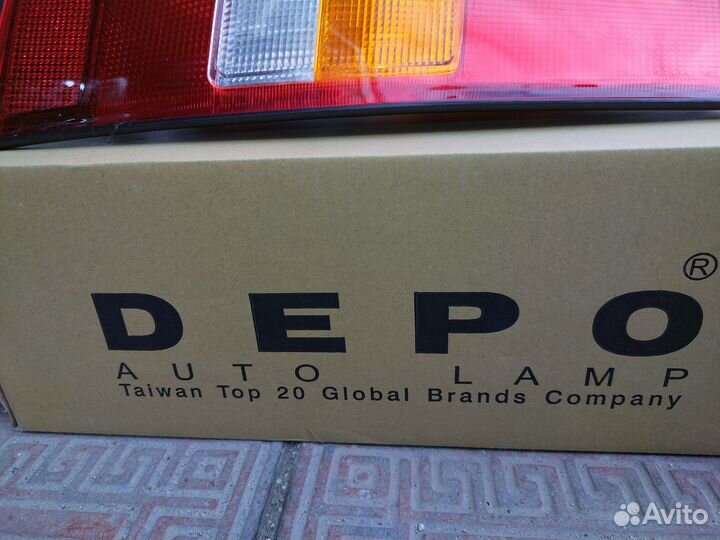 DEPO®
AUTO LAMP
Taiwan Top 20 Global Brands Company
Avito